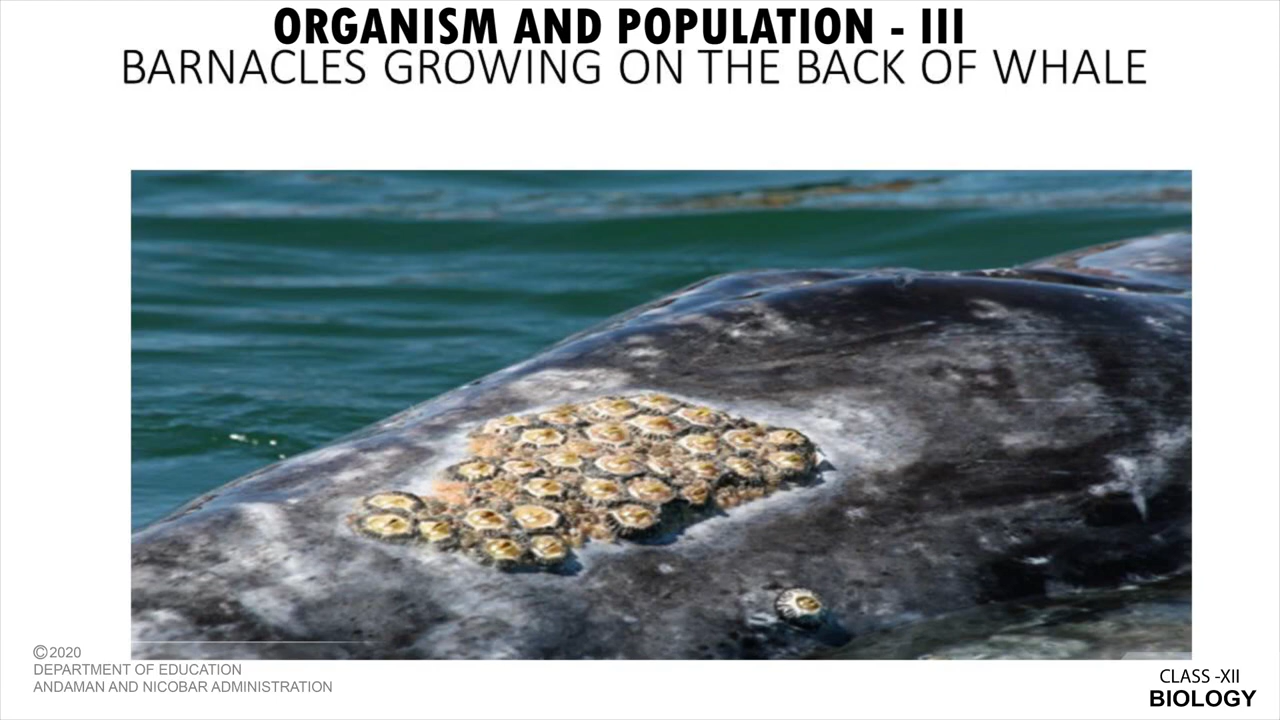 ORGANISM AND POPULATION - III
BARNACLES GROWING ON THE BACK OF WHALE
©2020
DEPARTMENT OF EDUCATION
ANDAMAN AND NICOBAR ADMINISTRATION
CLASS -XII
BIOLOGY